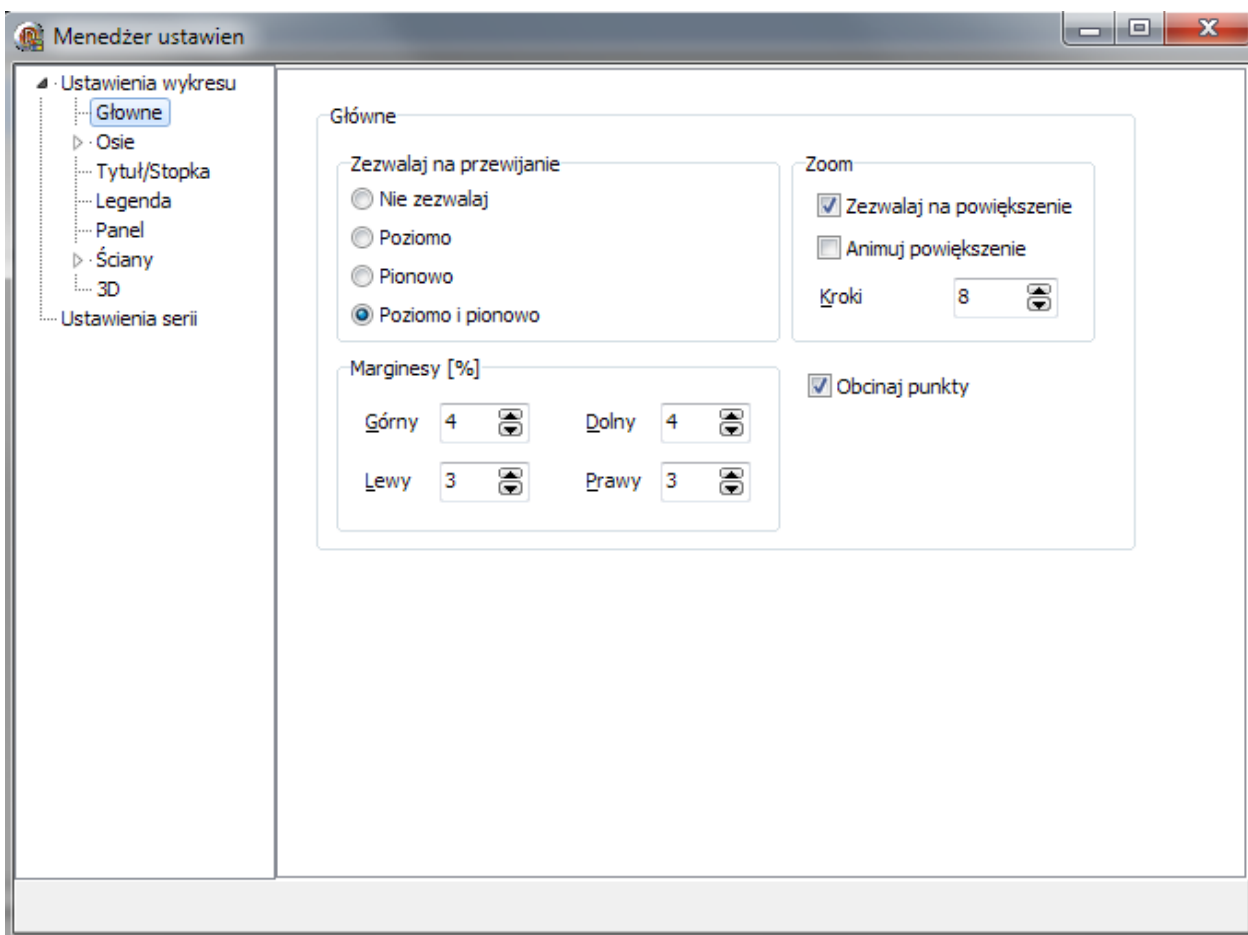 Menedżer ustawien
Ustawienia wykresu
Głowne
Osie
Tytuł/Stopka
Legenda
Panel
Ściany
3D
Ustawienia serii
Główne
Zezwalaj na przewijanie
Nie zezwalaj
Poziomo
Pionowo
Poziomo i pionowo
Zoom
Zezwalaj na powiększenie
Animuj powiększenie
Kroki 8
Marginesy [%]
Górny 4 Dolny 4
Lewy 3 Prawy 3
Obcinaj punkty